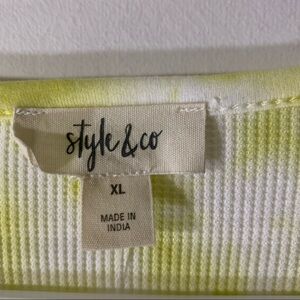 style & co
XL
MADE IN
INDIA